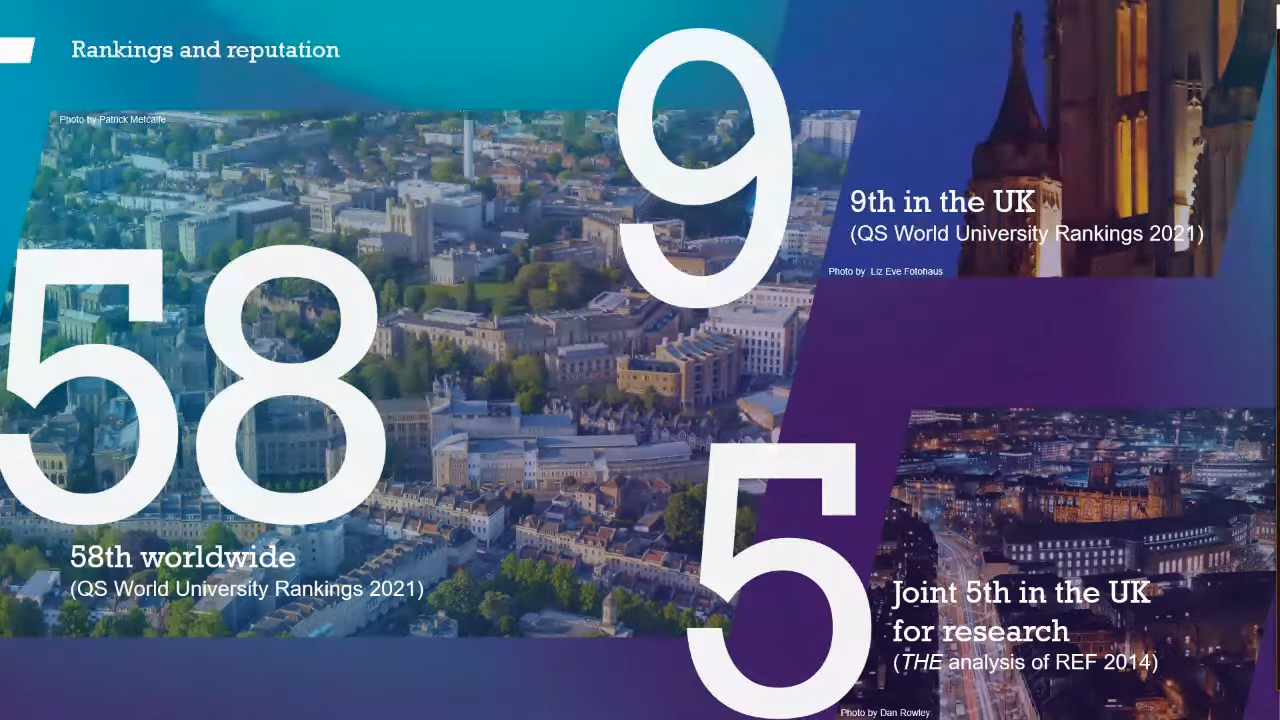 Rankings and reputation
Photo by Patrick Metcalfe
9
9th in the UK
(QS World University Rankings 2021)
Photo by Liz Eve Fotohaus
58
58th worldwide
(QS World University Rankings 2021)
5
Joint 5th in the UK
for research
(THE analysis of REF 2014)
Photo by Dan Rowley